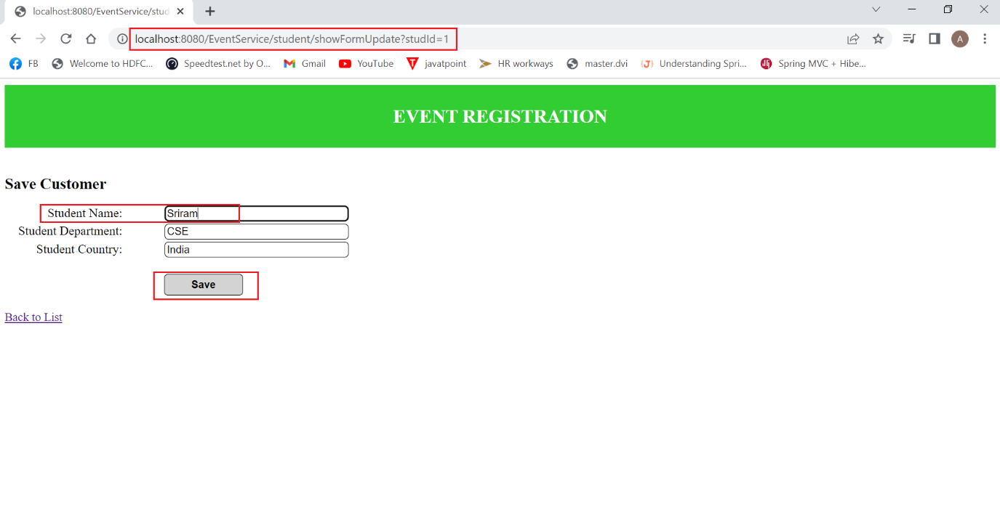 localhost:8080/EventService/stud
localhost:8080/EventService/student/showFormUpdate?studId=1
A
FB Welcome to HDFC... Speedtest.net by O... Gmail YouTube javatpoint HR workways master.dvi {J} Understanding Spri... Spring MVC + Hibe...
EVENT REGISTRATION
Save Customer
Student Name: Sriram
Student Department: CSE
Student Country: India
Save
Back to List